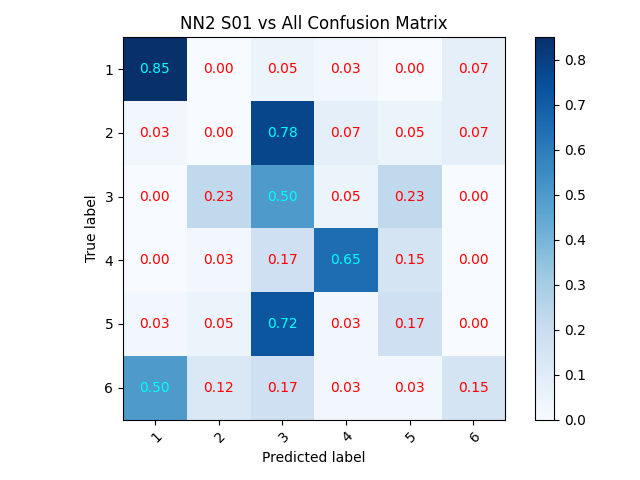 NN2 S01 vs All Confusion Matrix
True label
1 0.85 0.00 0.05 0.03 0.00 0.07
2 0.03 0.00 0.78 0.07 0.05 0.07
3 0.00 0.23 0.50 0.05 0.23 0.00
4 0.00 0.03 0.17 0.65 0.15 0.00
5 0.03 0.05 0.72 0.03 0.17 0.00
6 0.50 0.12 0.17 0.03 0.03 0.15
1 2 3 4 5 6
Predicted label
0.8
0.7
0.6
0.5
0.4
0.3
0.2
0.1
0.0